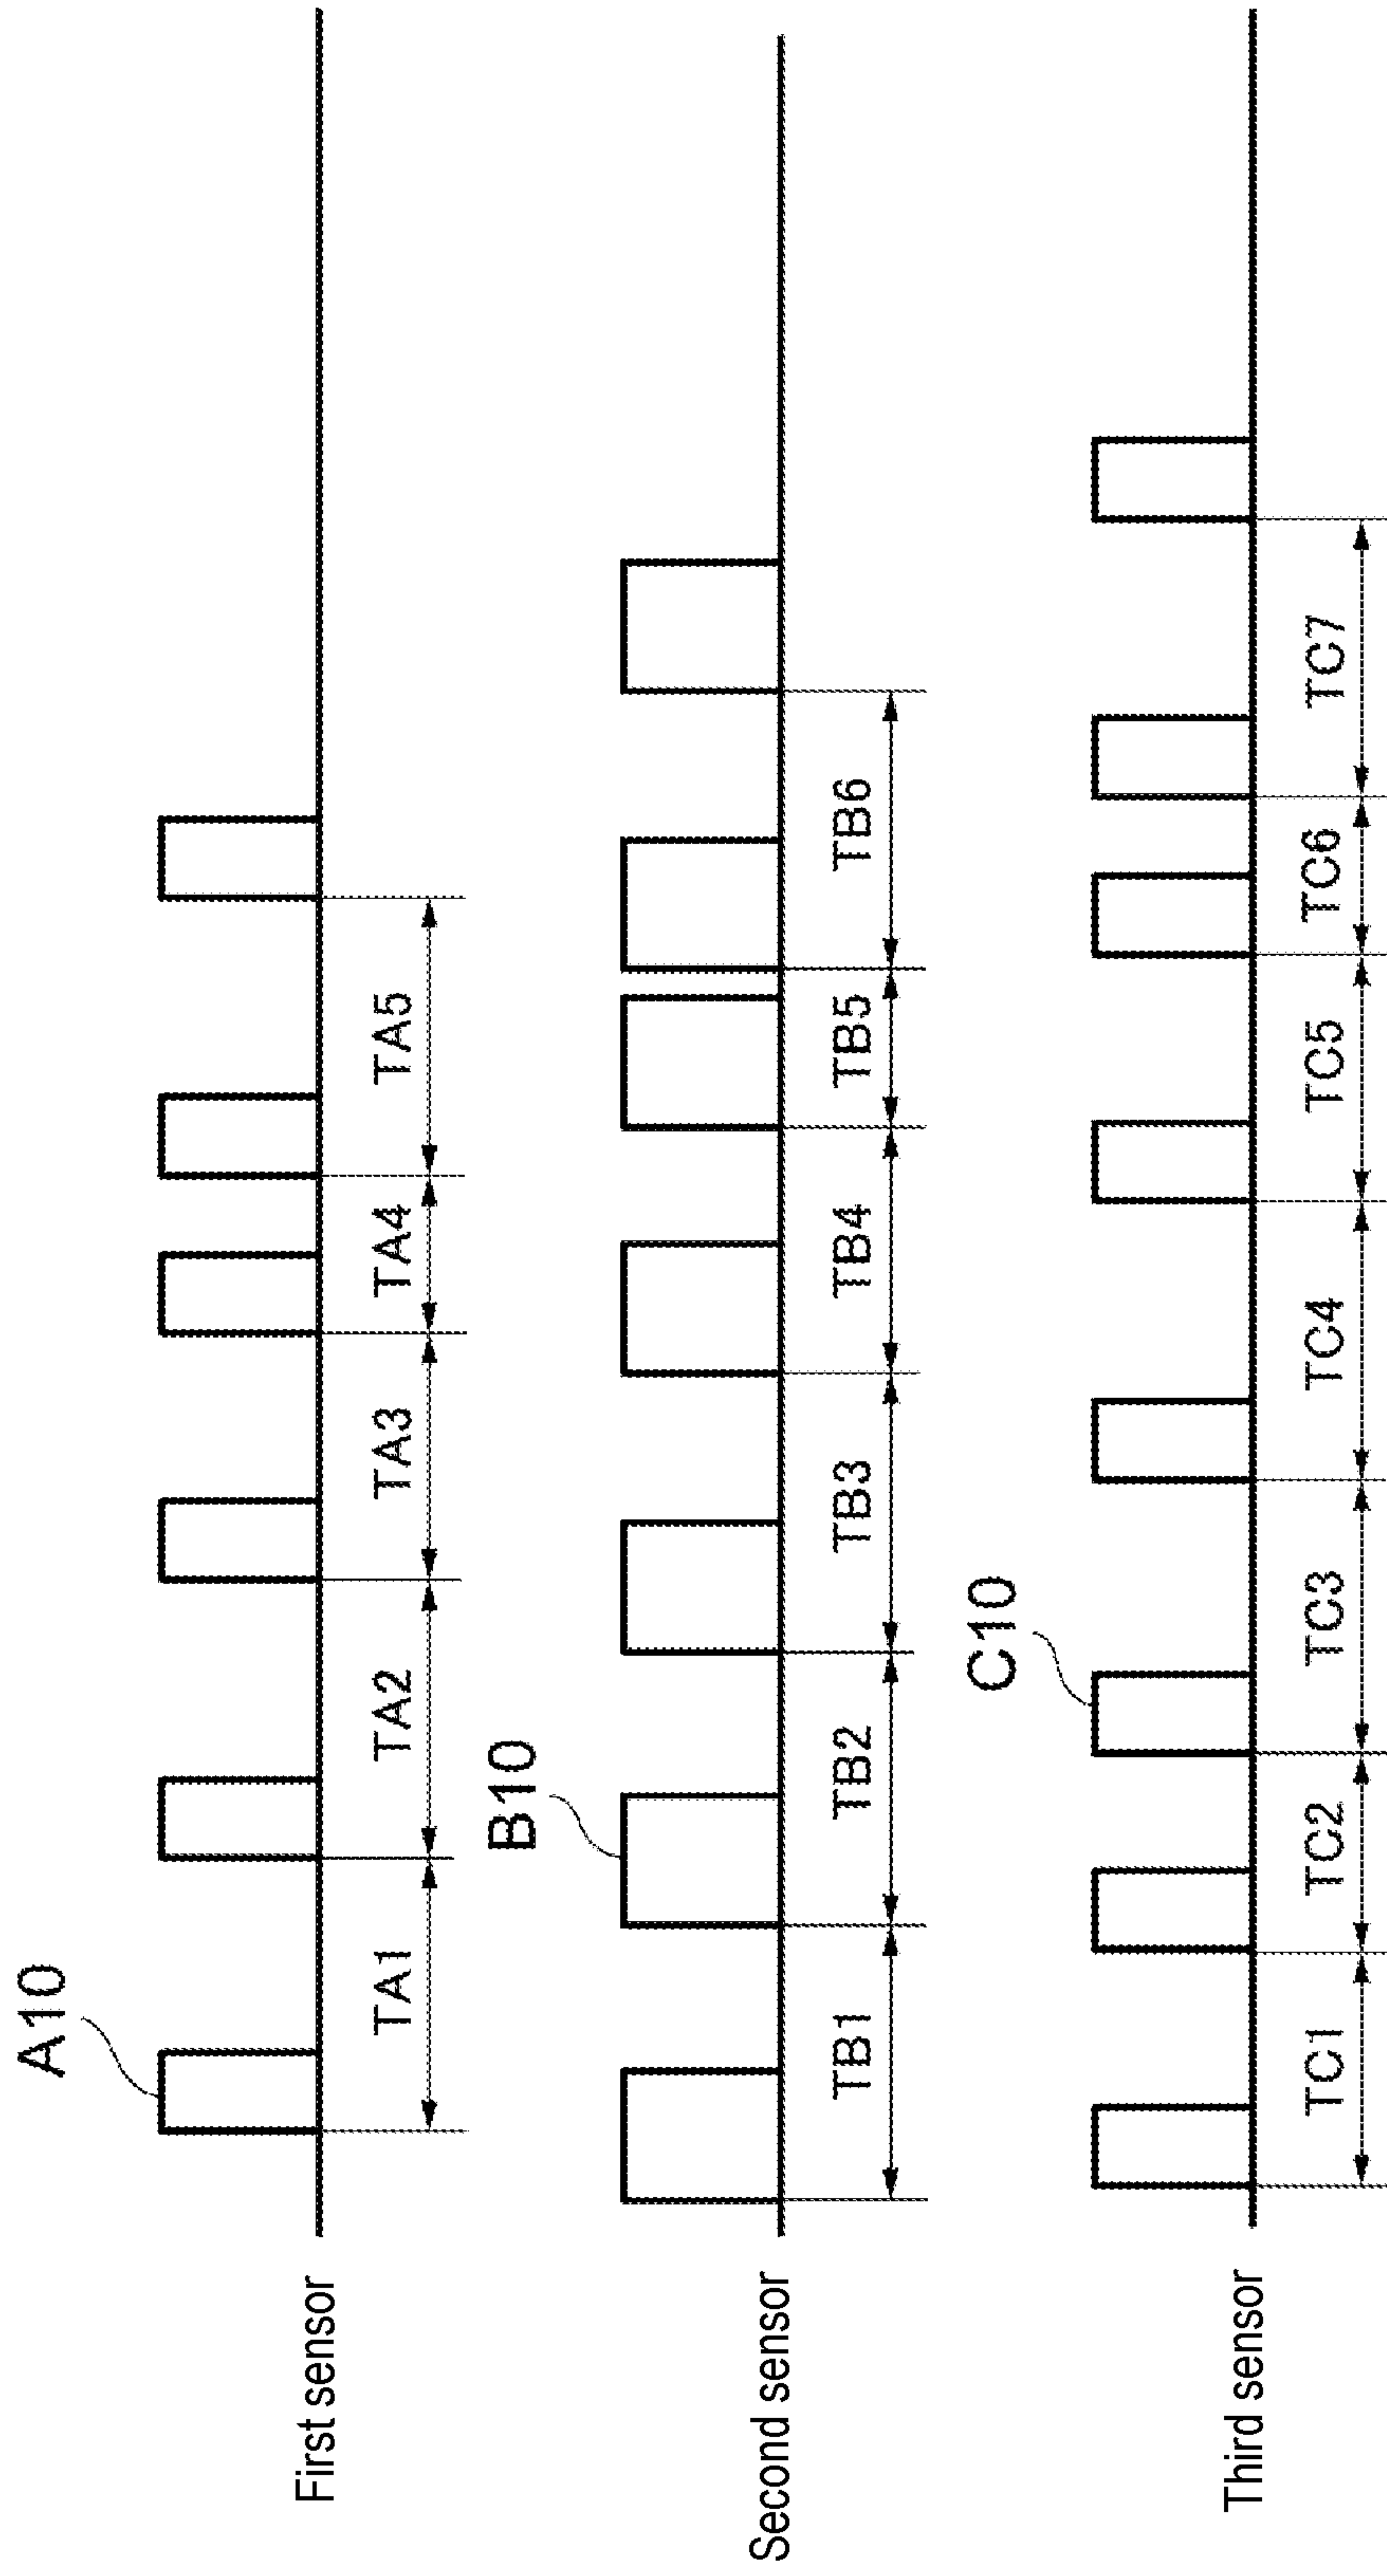 First sensor
A10
TA1
TA2
TA3
TA4
TA5
Second sensor
B10
TB1
TB2
TB3
TB4
TB5
TB6
Third sensor
C10
TC1
TC2
TC3
TC4
TC5
TC6
TC7